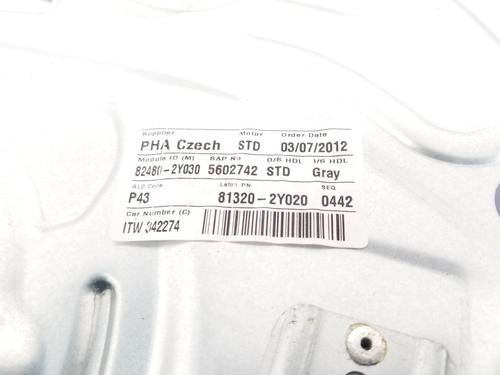 Supplier Motor Order Date
PHA Czech STD 03/07/2012
Module ID (M) SAP No O/S HDL I/S HDL
82480-2Y030 5602742 STD Gray
ALC Code Latch PN SEQ
P43 81320-2Y020 0442
Car Number (C)
ITW 342274